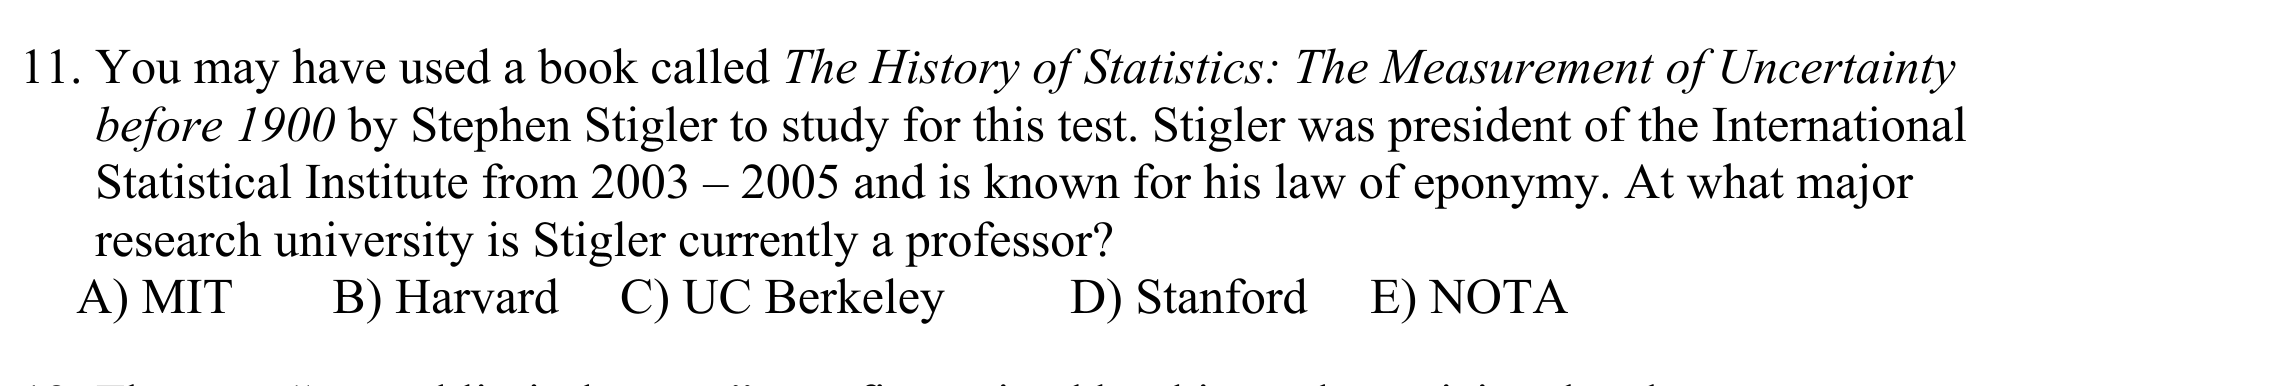 11. You may have used a book called The History of Statistics: The Measurement of Uncertainty
before 1900 by Stephen Stigler to study for this test. Stigler was president of the International
Statistical Institute from 2003 – 2005 and is known for his law of eponymy. At what major
research university is Stigler currently a professor?
A) MIT B) Harvard C) UC Berkeley D) Stanford E) NOTA